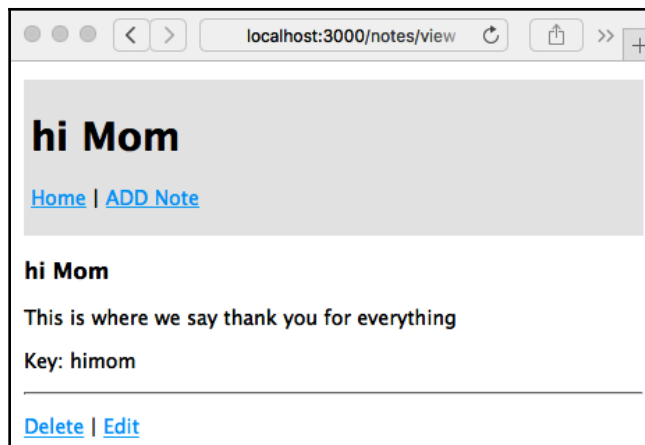 localhost:3000/notes/view
hi Mom
Home | ADD Note
hi Mom
This is where we say thank you for everything
Key: himom
Delete | Edit